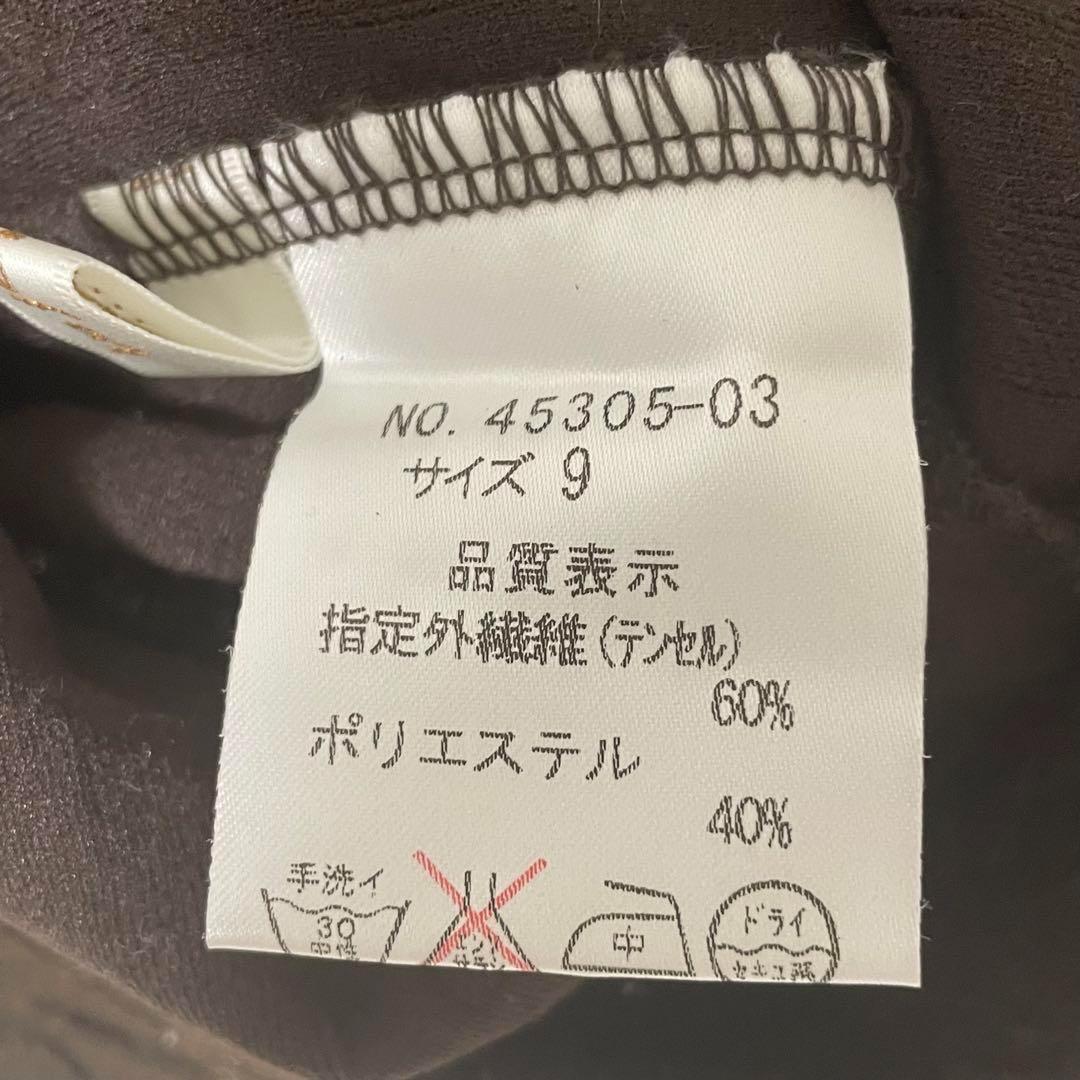 NO. 45305-03
サイズ 9
品質表示
指定外繊維(テンセル)
60%
ポリエステル
40%
手洗イ
30
中
ドライ